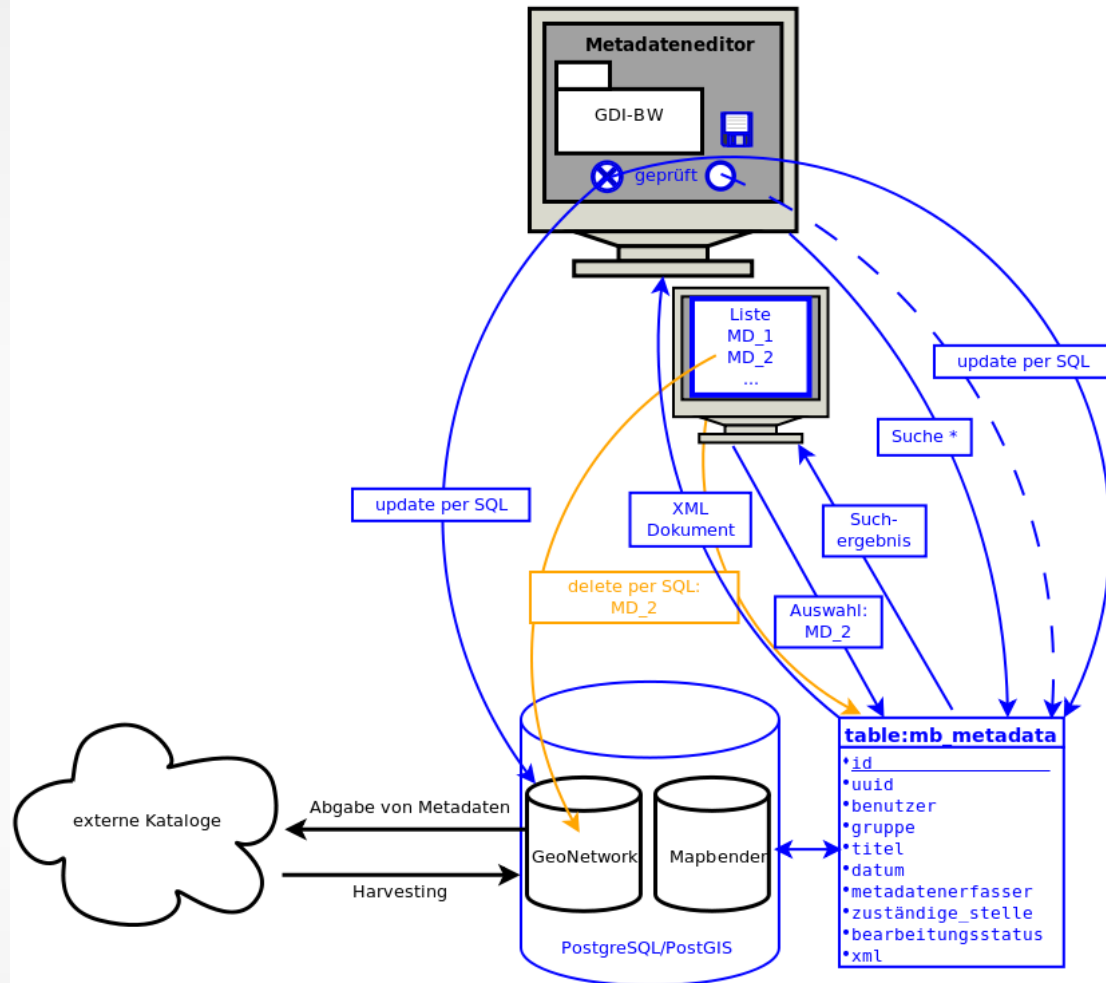 Metadateneditor
GDI-BW
geprüft
Liste
MD_1
MD_2
...
update per SQL
Suche *
update per SQL
XML
Dokument
Such-
ergebnis
delete per SQL:
MD_2
Auswahl:
MD_2
table:mb_metadata
•id
•uuid
•benutzer
•gruppe
•titel
•datum
•metadatenerfasser
•zuständige_stelle
•bearbeitungsstatus
•xml
externe Kataloge
Abgabe von Metadaten
Harvesting
GeoNetwork
Mapbender
PostgreSQL/PostGIS